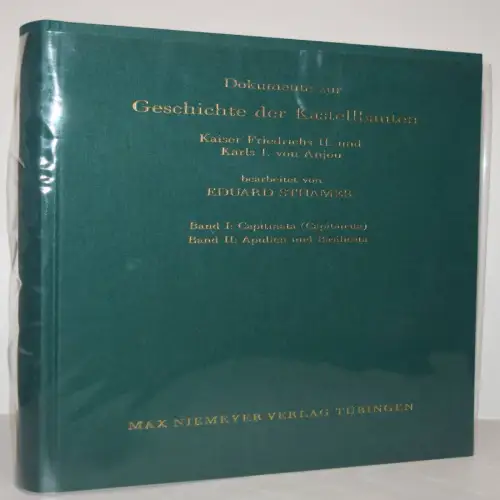 Dokumente zur
Geschichte der Kastellbauten
Kaiser Friedrichs II. und
Karls I. von Anjou
bearbeitet von
EDUARD STHAMER
Band I: Capitinata (Capitanata)
Band II: Apulien und Basilicata
MAX NIEMEYER VERLAG TÜBINGEN